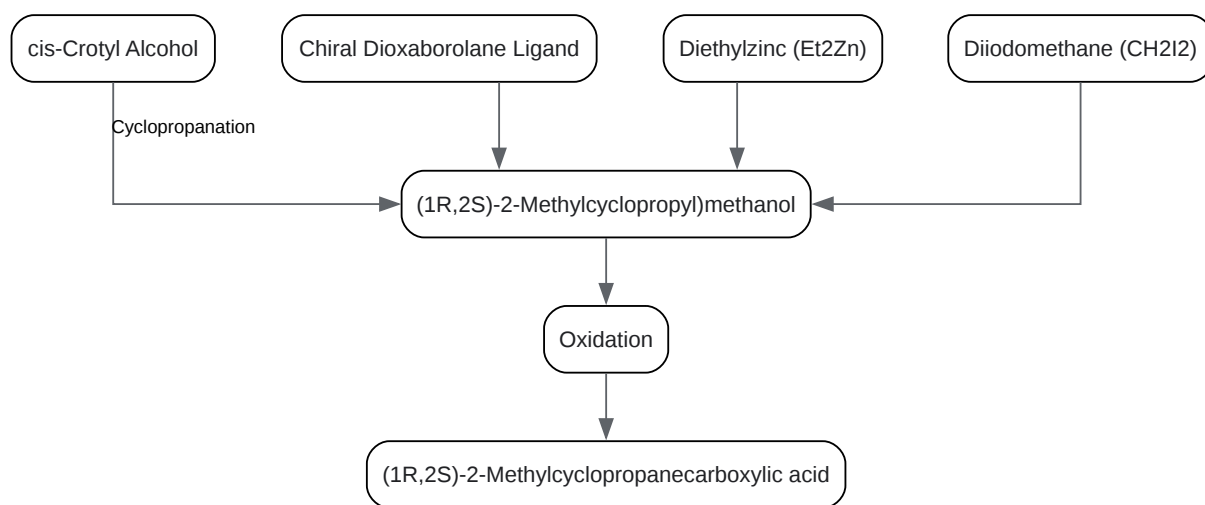 cis-Crotyl Alcohol
Chiral Dioxaborolane Ligand
Diethylzinc (Et2Zn)
Diiodomethane (CH2I2)
Cyclopropanation
(1R,2S)-2-Methylcyclopropyl)methanol
Oxidation
(1R,2S)-2-Methylcyclopropanecarboxylic acid